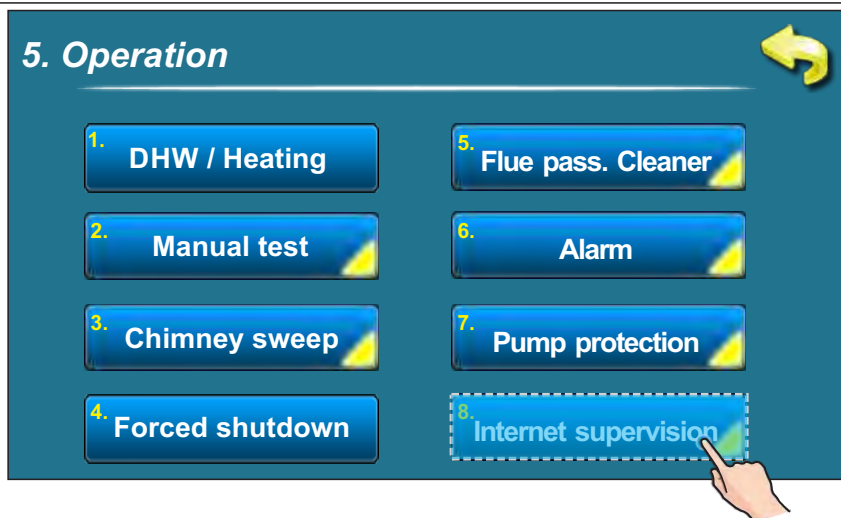 5. Operation
1. DHW / Heating
2. Manual test
3. Chimney sweep
4. Forced shutdown
5. Flue pass. Cleaner
6. Alarm
7. Pump protection
8. Internet supervision